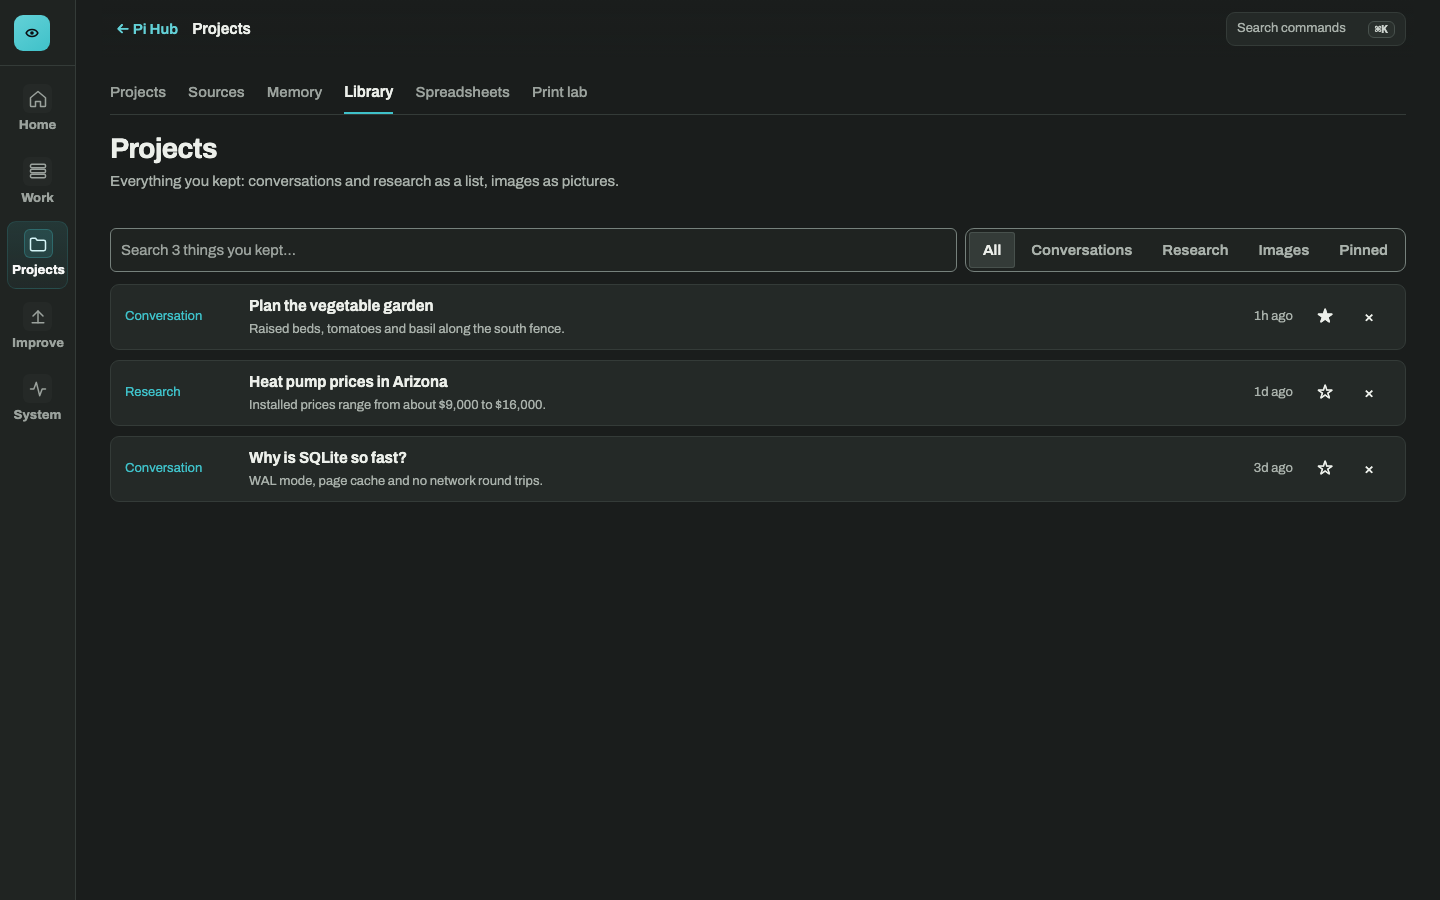 ← Pi Hub Projects
Search commands ⌘K
Home
Work
Projects
Improve
System
Projects Sources Memory Library Spreadsheets Print lab
Projects
Everything you kept: conversations and research as a list, images as pictures.
Search 3 things you kept...
All Conversations Research Images Pinned
Conversation
Plan the vegetable garden
Raised beds, tomatoes and basil along the south fence.
1h ago ★ ×
Research
Heat pump prices in Arizona
Installed prices range from about $9,000 to $16,000.
1d ago ☆ ×
Conversation
Why is SQLite so fast?
WAL mode, page cache and no network round trips.
3d ago ☆ ×